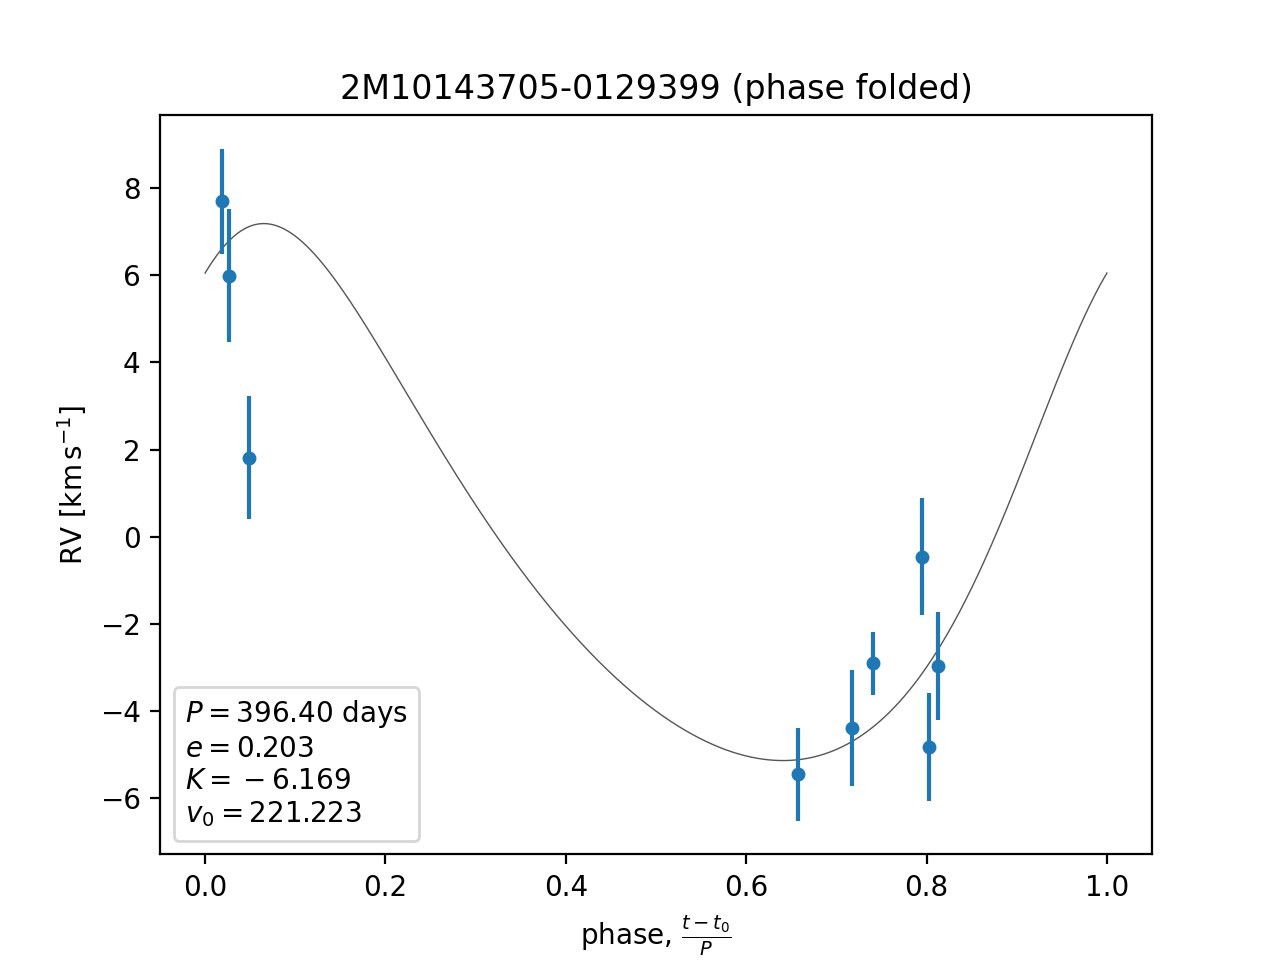 2M10143705-0129399 (phase folded)
RV [km s⁻¹]
8
6
4
2
0
−2
−4
−6
P = 396.40 days
e = 0.203
K = −6.169
v₀ = 221.223
0.0 0.2 0.4 0.6 0.8 1.0
phase, (t − t₀)/P